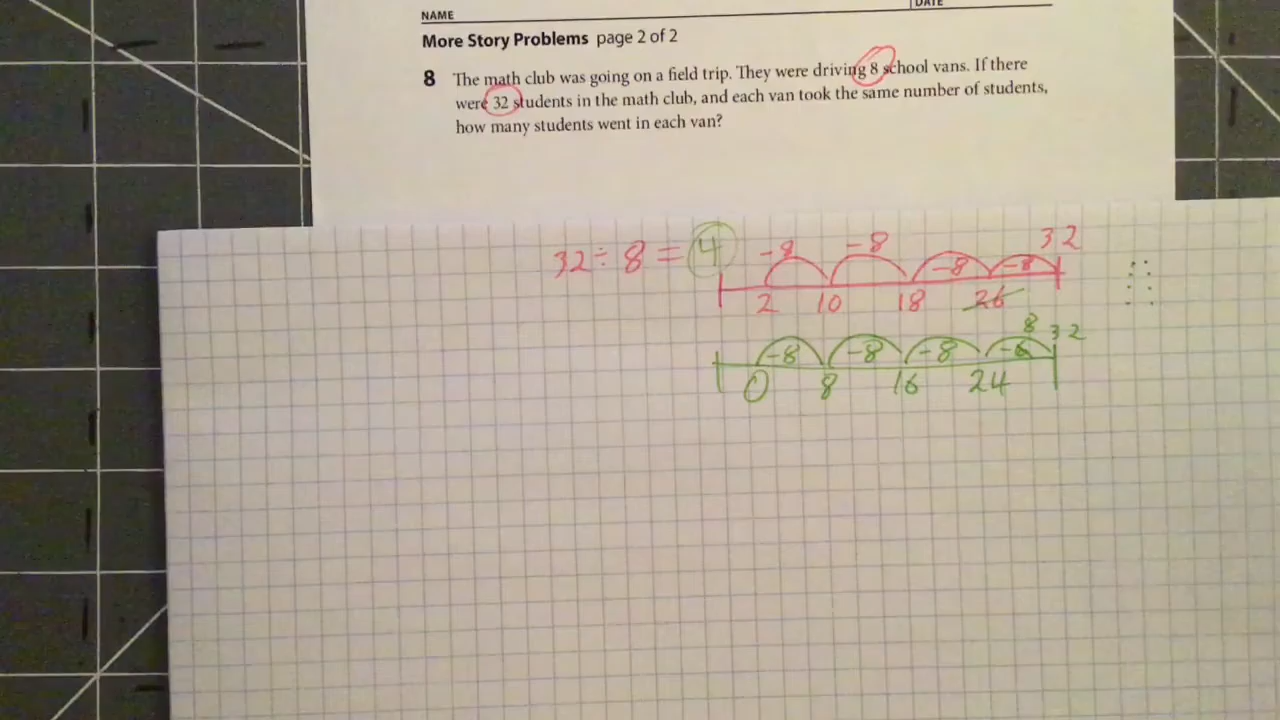 NAME DATE
More Story Problems page 2 of 2
8 The math club was going on a field trip. They were driving 8 school vans. If there
were 32 students in the math club, and each van took the same number of students,
how many students went in each van?
32 ÷ 8 = 4
-8 -8 -8 -8 32
2 10 18 26
8 32
-8 -8 -8
0 8 16 24